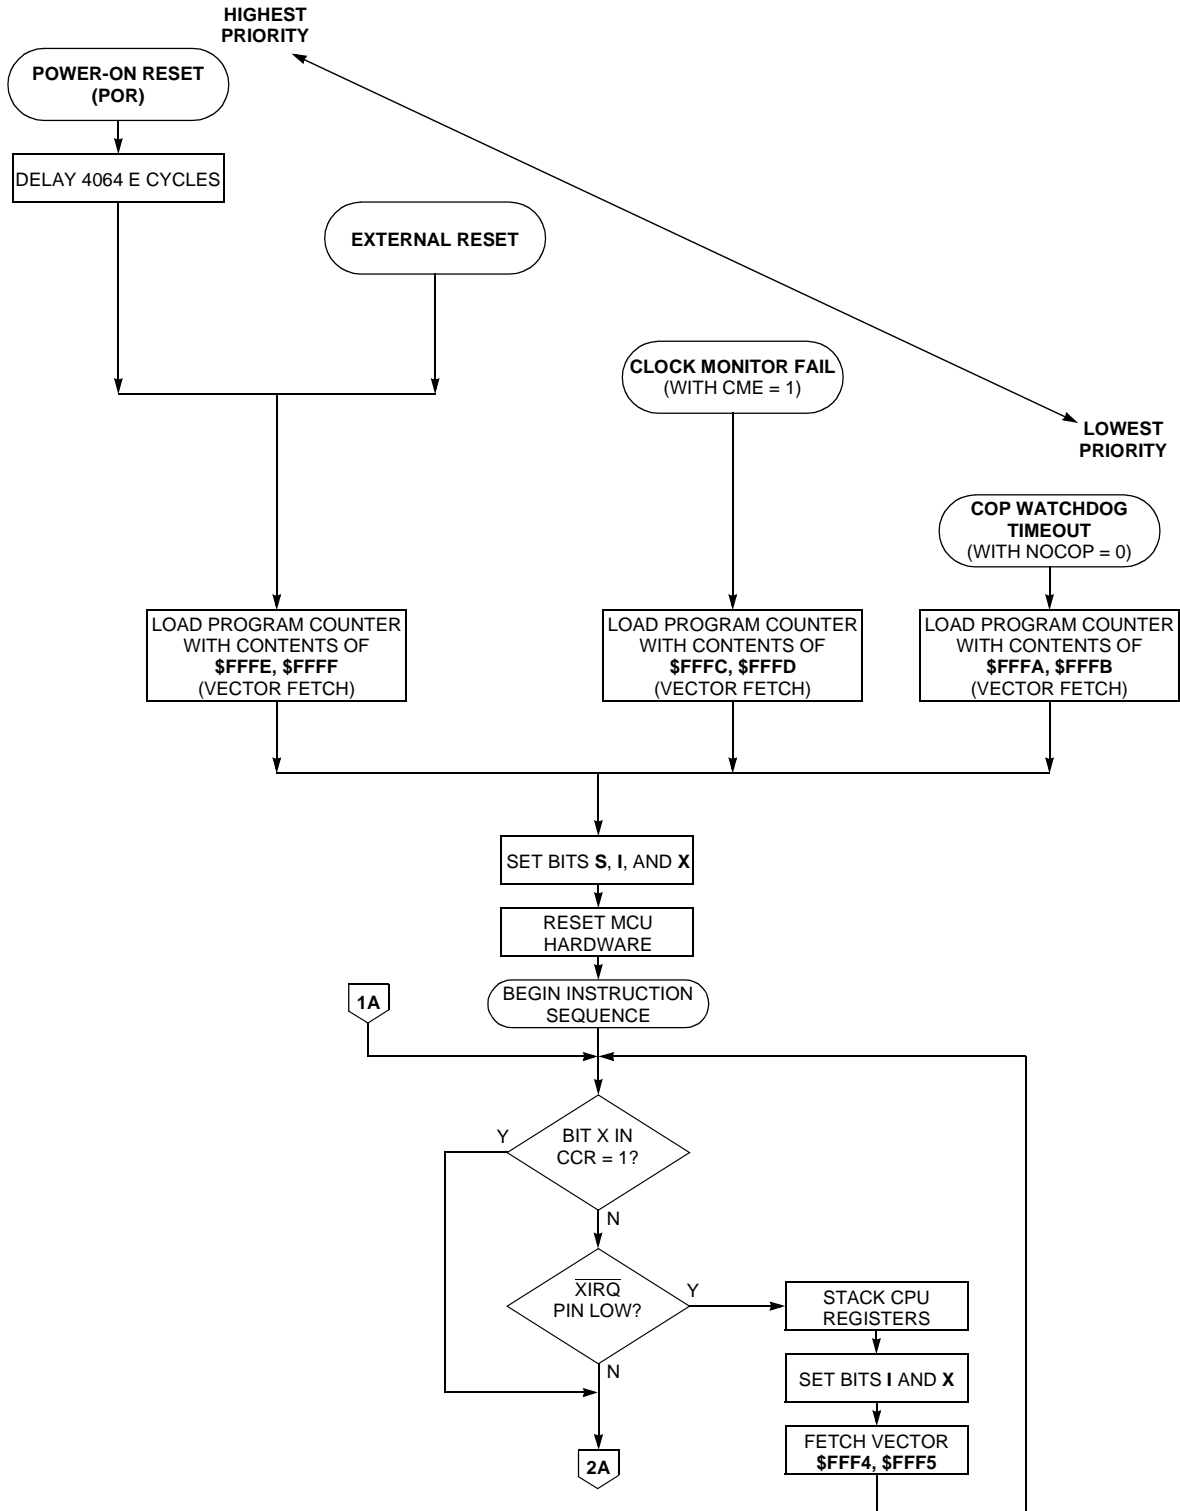 HIGHEST
PRIORITY
POWER-ON RESET
(POR)
DELAY 4064 E CYCLES
EXTERNAL RESET
CLOCK MONITOR FAIL
(WITH CME = 1)
LOWEST
PRIORITY
COP WATCHDOG
TIMEOUT
(WITH NOCOP = 0)
LOAD PROGRAM COUNTER
WITH CONTENTS OF
$FFFE, $FFFF
(VECTOR FETCH)
LOAD PROGRAM COUNTER
WITH CONTENTS OF
$FFFC, $FFFD
(VECTOR FETCH)
LOAD PROGRAM COUNTER
WITH CONTENTS OF
$FFFA, $FFFB
(VECTOR FETCH)
SET BITS S, I, AND X
RESET MCU
HARDWARE
BEGIN INSTRUCTION
SEQUENCE
1A
BIT X IN
CCR = 1?
Y
N
XIRQ
PIN LOW?
Y
N
STACK CPU
REGISTERS
SET BITS I AND X
FETCH VECTOR
$FFF4, $FFF5
2A